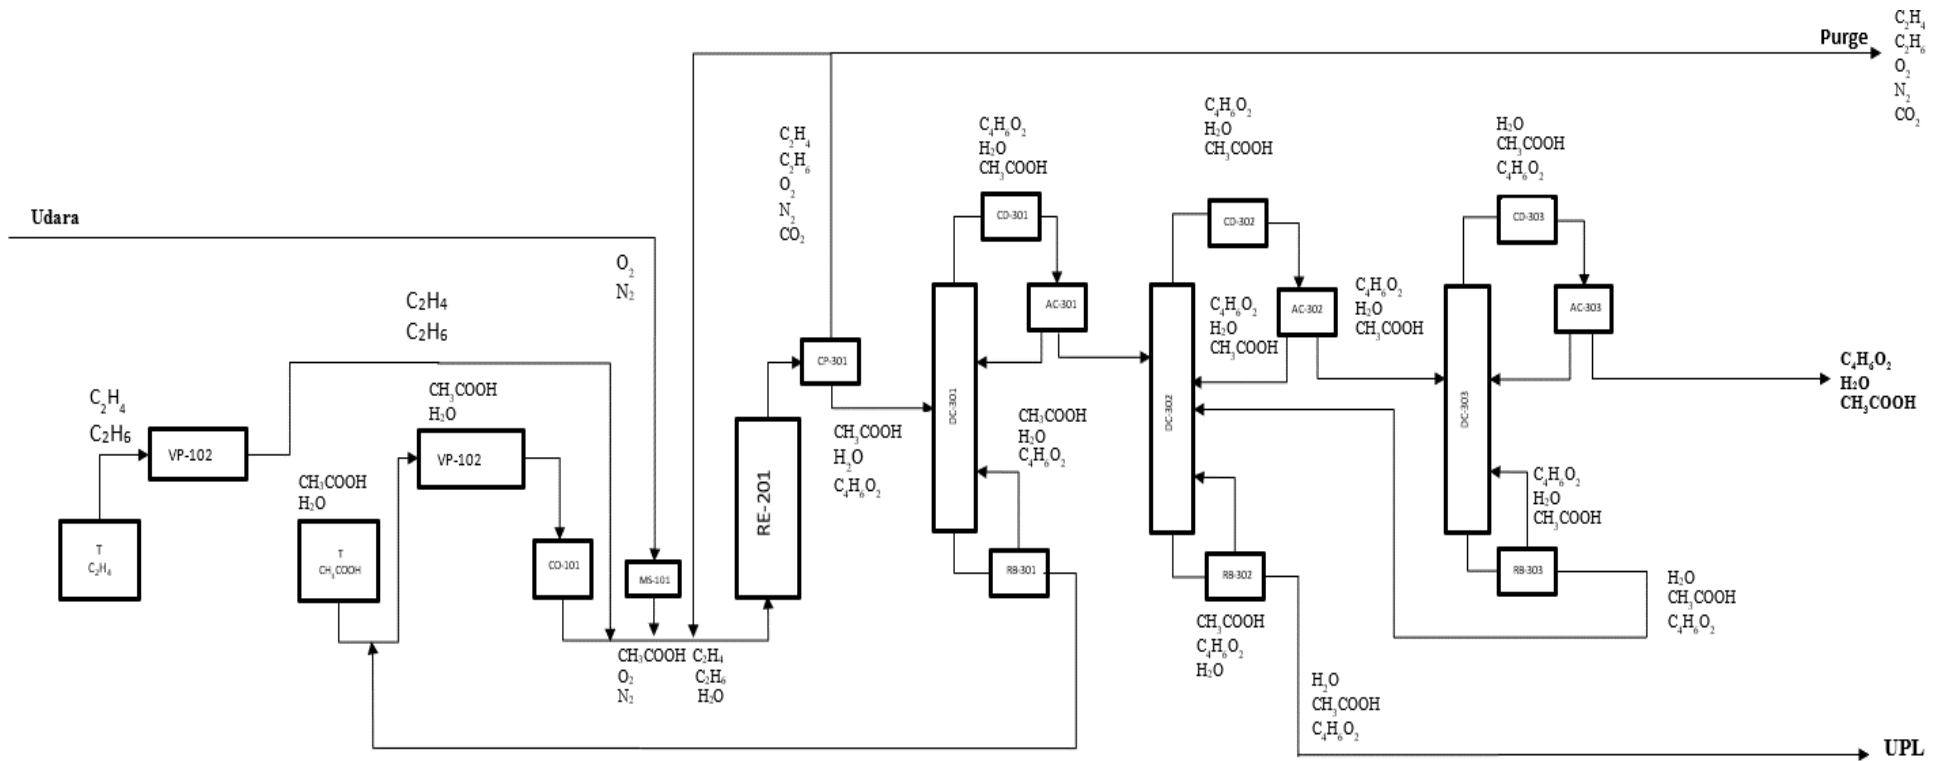 C₂H₄
C₂H₆
O₂
N₂
CO₂
Purge
C₂H₄
C₂H₆
O₂
N₂
CO₂
C₄H₆O₂
H₂O
CH₃COOH
C₄H₆O₂
H₂O
CH₃COOH
H₂O
CH₃COOH
C₄H₆O₂
Udara
O₂
N₂
CD-301
CD-302
CD-303
AC-301
AC-302
AC-303
C₄H₆O₂
H₂O
CH₃COOH
C₄H₆O₂
H₂O
CH₃COOH
C₂H₄
C₂H₆
C₂H₄
C₂H₆
VP-102
CH₃COOH
H₂O
VP-102
CH₃COOH
H₂O
T
C₂H₄
T
CH₃COOH
CO-101
MS-101
RE-201
CP-301
CH₃COOH
H₂O
C₄H₆O₂
DC-301
CH₃COOH
H₂O
C₄H₆O₂
DC-302
DC-303
C₄H₆O₂
H₂O
CH₃COOH
C₄H₆O₂
H₂O
CH₃COOH
RB-301
RB-302
RB-303
CH₃COOH C₂H₄
O₂ C₂H₆
N₂ H₂O
CH₃COOH
C₄H₆O₂
H₂O
H₂O
CH₃COOH
C₄H₆O₂
H₂O
CH₃COOH
C₄H₆O₂
UPL